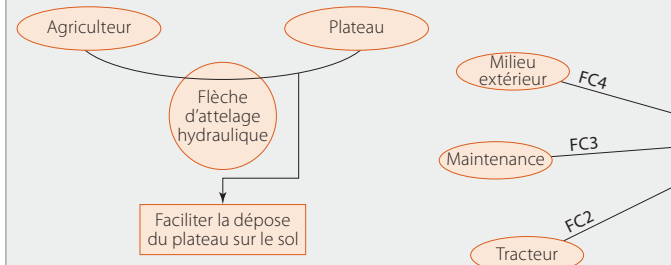 Agriculteur
Plateau
Flèche
d'attelage
hydraulique
Faciliter la dépose
du plateau sur le sol
Milieu
extérieur
FC4
Maintenance
FC3
FC2
Tracteur